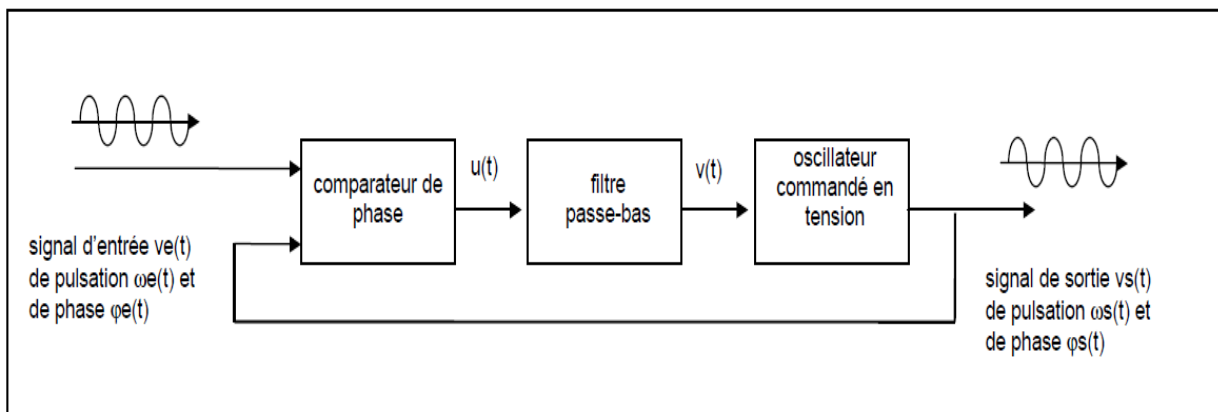 comparateur de
phase
u(t)
filtre
passe-bas
v(t)
oscillateur
commandé en
tension
signal d'entrée ve(t)
de pulsation ωe(t) et
de phase φe(t)
signal de sortie vs(t)
de pulsation ωs(t) et
de phase φs(t)